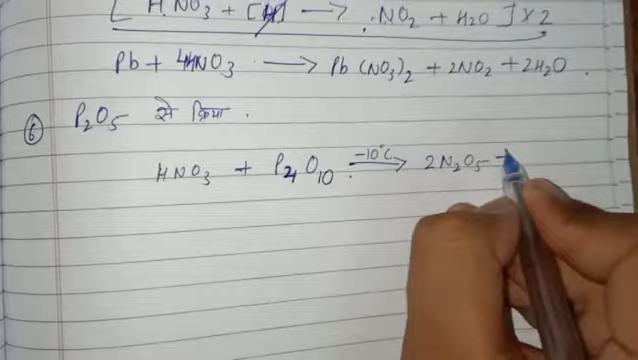 [ HNO3 + [H] → NO2 + H2O ] x 2
Pb + 4HNO3 → Pb(NO3)2 + 2NO2 + 2H2O
⑥ P2O5 से क्रिया .
HNO3 + P4O10 -10°C → 2N2O5 +